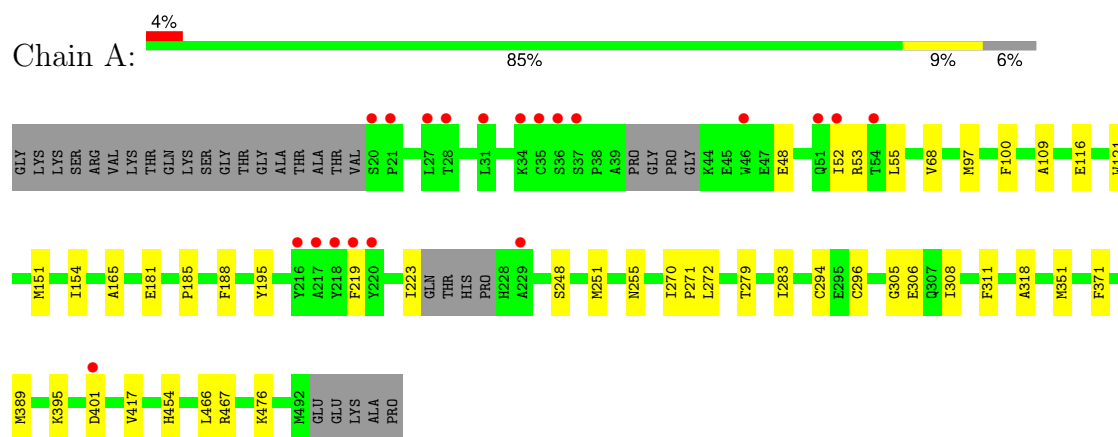 4%
Chain A:
85% 9% 6%
GLY LYS LYS SER ARG VAL LYS THR GLN LYS SER GLY THR GLY ALA THR ALA THR VAL S20 P21 L27 T28 L31 K34 C35 S36 S37 P38 A39 PRO GLY PRO GLY K44 E45 W46 E47 E48 Q51 I52 R53 T54 L55 V68 M97 F100 A109 E116 W121
M151 I154 A165 E181 P185 F188 Y195 Y216 A217 Y218 F219 Y220 I223 GLN THR HIS PRO H228 A229 S248 M251 N255 I270 P271 L272 T279 I283 C294 E295 C296 G305 E306 Q307 I308 F311 A318 M351 F371
M389 K395 D401 V417 H454 L466 R467 K476 M492 GLU GLU LYS ALA PRO